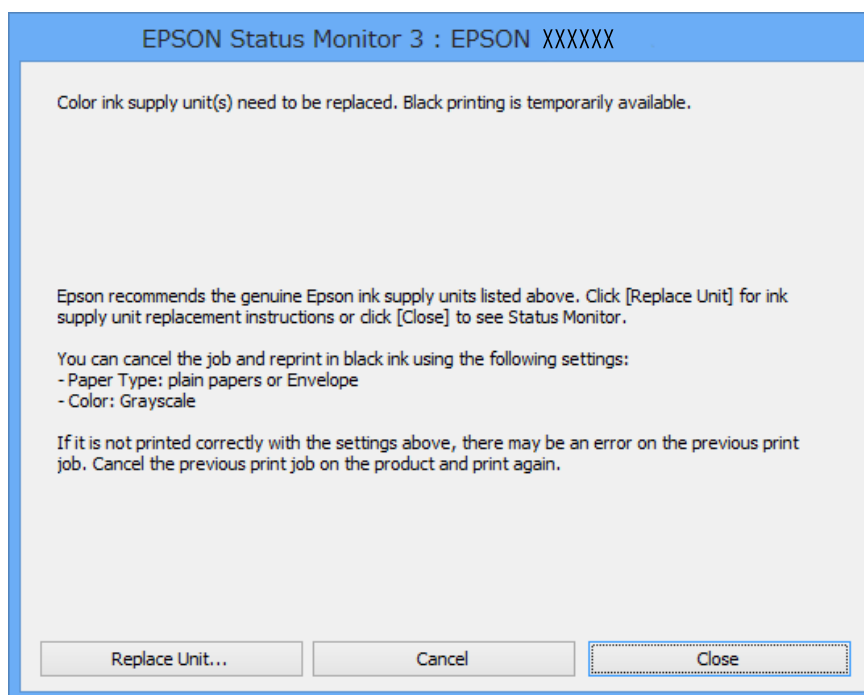 EPSON Status Monitor 3 : EPSON XXXXXX
Color ink supply unit(s) need to be replaced. Black printing is temporarily available.
Epson recommends the genuine Epson ink supply units listed above. Click [Replace Unit] for ink
supply unit replacement instructions or click [Close] to see Status Monitor.
You can cancel the job and reprint in black ink using the following settings:
- Paper Type: plain papers or Envelope
- Color: Grayscale
If it is not printed correctly with the settings above, there may be an error on the previous print
job. Cancel the previous print job on the product and print again.
Replace Unit... Cancel Close